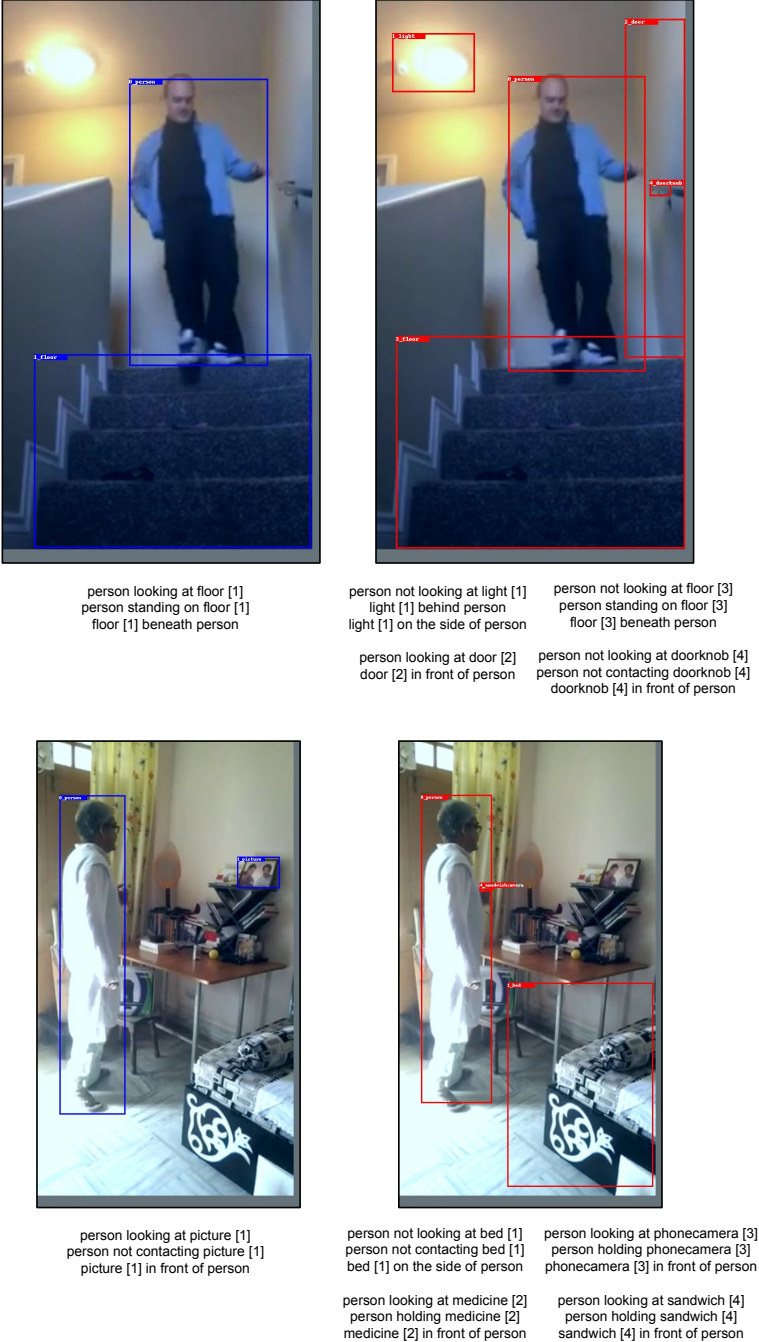 0_person
1_floor
1_light
2_door
0_person
4_doorknob
3_floor
person looking at floor [1]
person standing on floor [1]
floor [1] beneath person
person not looking at light [1]
light [1] behind person
light [1] on the side of person
person looking at door [2]
door [2] in front of person
person not looking at floor [3]
person standing on floor [3]
floor [3] beneath person
person not looking at doorknob [4]
person not contacting doorknob [4]
doorknob [4] in front of person
0_person
1_picture
0_person
1_bed
person looking at picture [1]
person not contacting picture [1]
picture [1] in front of person
person not looking at bed [1]
person not contacting bed [1]
bed [1] on the side of person
person looking at medicine [2]
person holding medicine [2]
medicine [2] in front of person
person looking at phonecamera [3]
person holding phonecamera [3]
phonecamera [3] in front of person
person looking at sandwich [4]
person holding sandwich [4]
sandwich [4] in front of person